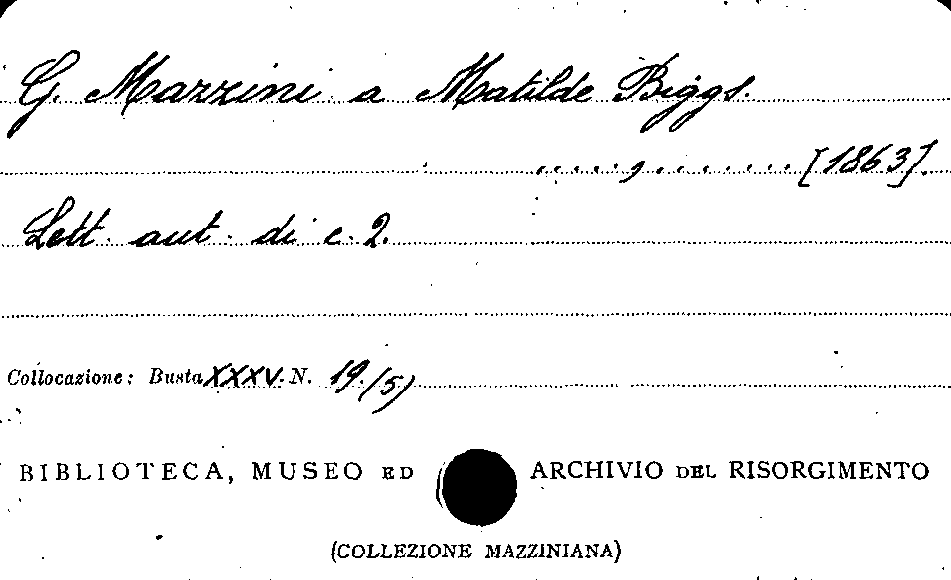 G. Mazzini a Matilde Biggs.
......, ........ [1863].
Lett. aut. di c. 2.
Collocazione: Busta XXXV. N. 19/(5)
BIBLIOTECA, MUSEO ED ARCHIVIO DEL RISORGIMENTO
(COLLEZIONE MAZZINIANA)